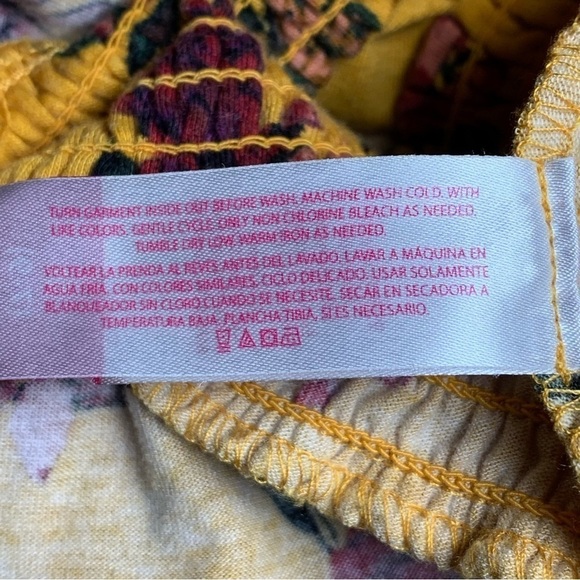 TURN GARMENT INSIDE OUT BEFORE WASH, MACHINE WASH COLD, WITH
LIKE COLORS, GENTLE CYCLE, ONLY NON CHLORINE BLEACH AS NEEDED,
TUMBLE DRY LOW, WARM IRON AS NEEDED.
VOLTEAR LA PRENDA AL REVÉS ANTES DEL LAVADO, LAVAR A MÁQUINA EN
AGUA FRÍA, CON COLORES SIMILARES, CICLO DELICADO, USAR SOLAMENTE
BLANQUEADOR SIN CLORO CUANDO SE NECESITE, SECAR EN SECADORA A
TEMPERATURA BAJA, PLANCHA TIBIA, SI ES NECESARIO.